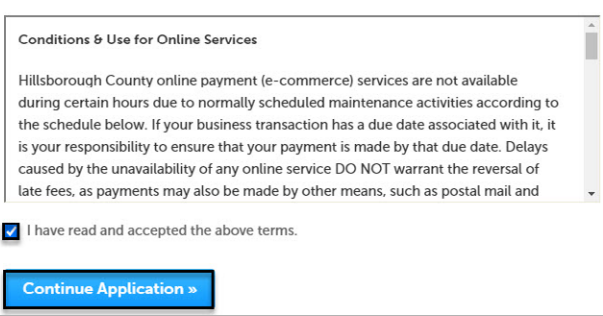 Conditions & Use for Online Services
Hillsborough County online payment (e-commerce) services are not available
during certain hours due to normally scheduled maintenance activities according to
the schedule below. If your business transaction has a due date associated with it, it
is your responsibility to ensure that your payment is made by that due date. Delays
caused by the unavailability of any online service DO NOT warrant the reversal of
late fees, as payments may also be made by other means, such as postal mail and
I have read and accepted the above terms.
Continue Application »